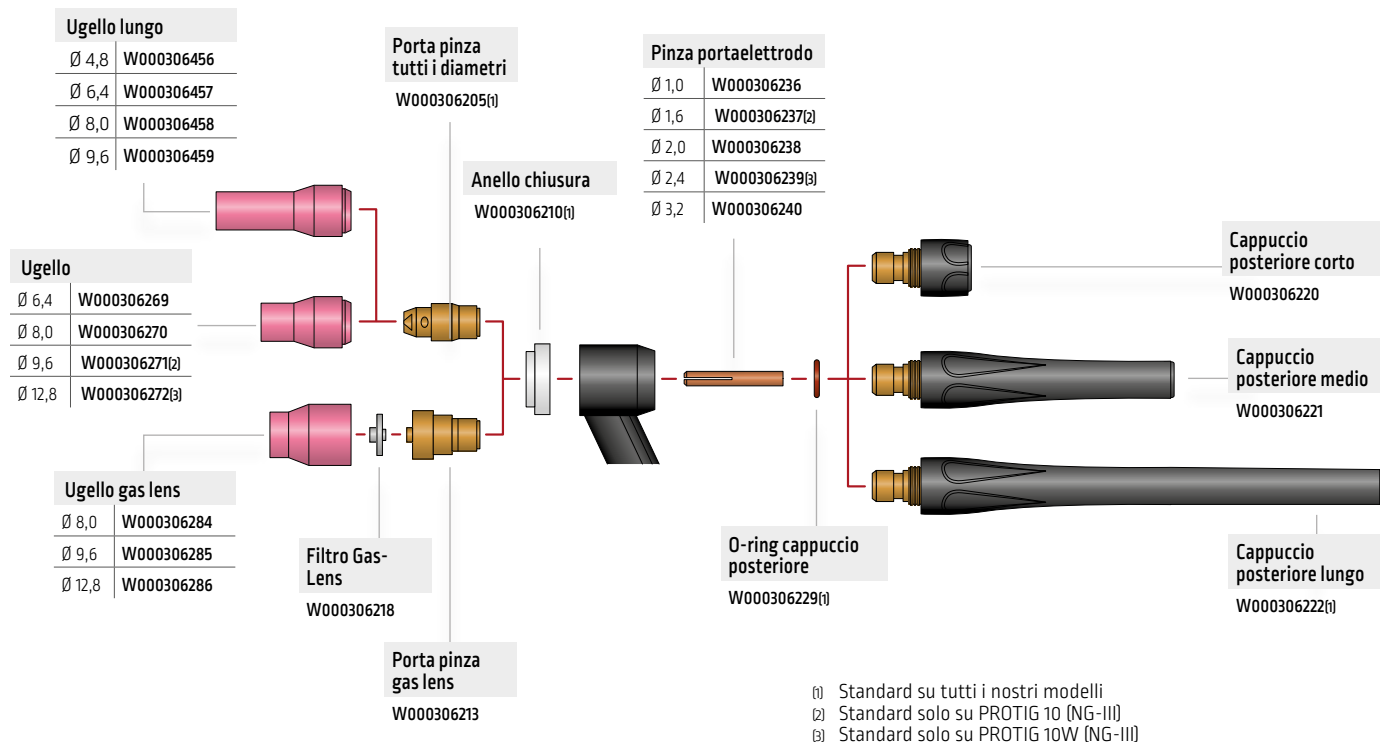 Ugello lungo
Ø 4,8 W000306456
Ø 6,4 W000306457
Ø 8,0 W000306458
Ø 9,6 W000306459
Porta pinza
tutti i diametri
W000306205(1)
Anello chiusura
W000306210(1)
Pinza portaelettrodo
Ø 1,0 W000306236
Ø 1,6 W000306237(2)
Ø 2,0 W000306238
Ø 2,4 W000306239(3)
Ø 3,2 W000306240
Ugello
Ø 6,4 W000306269
Ø 8,0 W000306270
Ø 9,6 W000306271(2)
Ø 12,8 W000306272(3)
Cappuccio
posteriore corto
W000306220
Cappuccio
posteriore medio
W000306221
Ugello gas lens
Ø 8,0 W000306284
Ø 9,6 W000306285
Ø 12,8 W000306286
Filtro Gas-
Lens
W000306218
Porta pinza
gas lens
W000306213
O-ring cappuccio
posteriore
W000306229(1)
Cappuccio
posteriore lungo
W000306222(1)
(1) Standard su tutti i nostri modelli
(2) Standard solo su PROTIG 10 (NG-III)
(3) Standard solo su PROTIG 10W (NG-III)